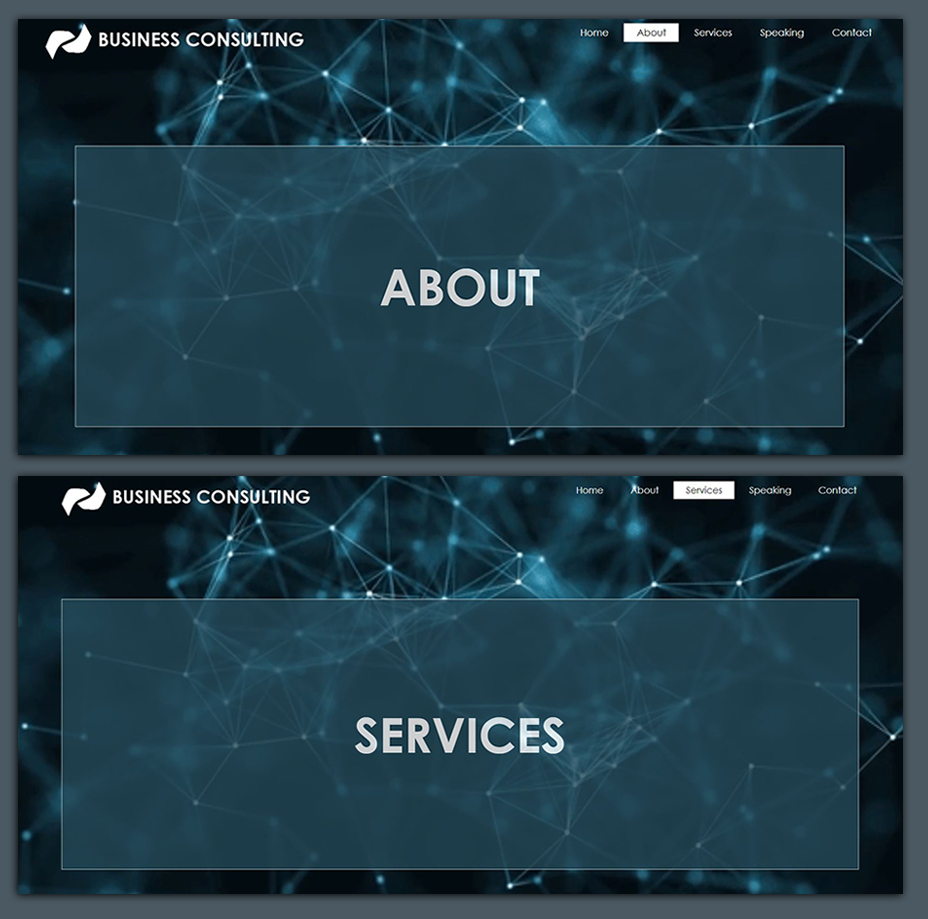 BUSINESS CONSULTING
Home About Services Speaking Contact
ABOUT
BUSINESS CONSULTING
Home About Services Speaking Contact
SERVICES